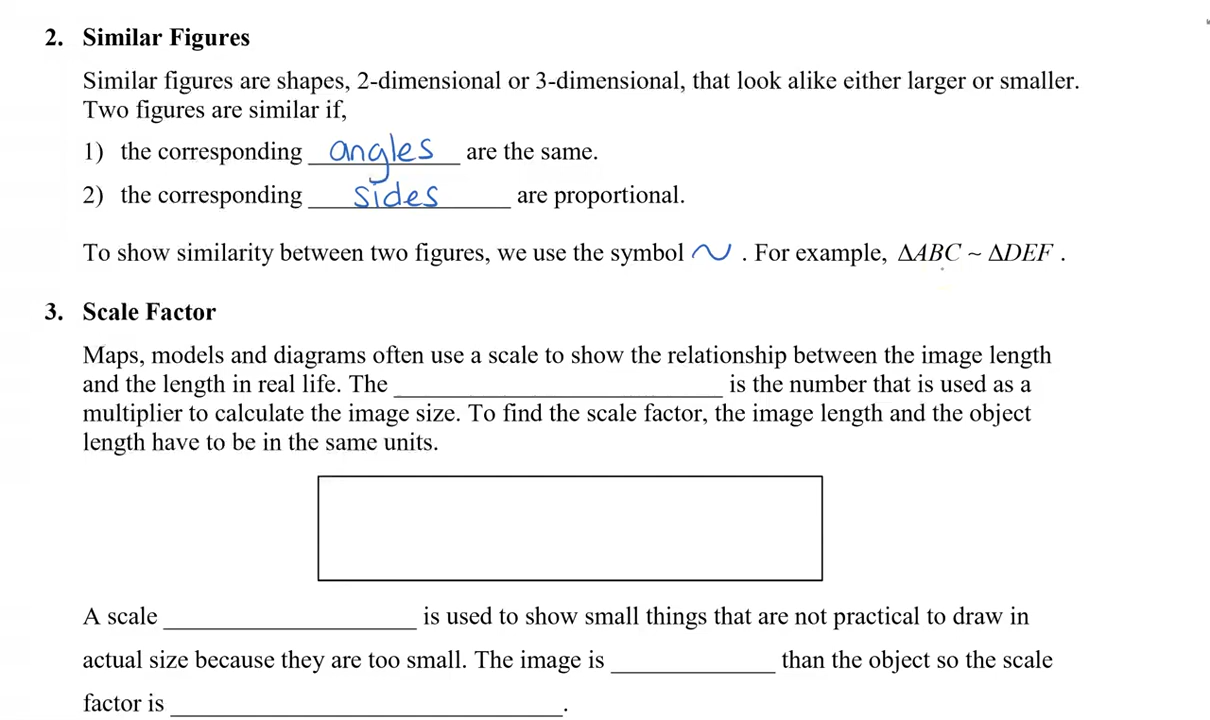 2. Similar Figures
Similar figures are shapes, 2-dimensional or 3-dimensional, that look alike either larger or smaller.
Two figures are similar if,
1) the corresponding angles are the same.
2) the corresponding sides are proportional.
To show similarity between two figures, we use the symbol ~ . For example, ΔABC ~ ΔDEF .
3. Scale Factor
Maps, models and diagrams often use a scale to show the relationship between the image length
and the length in real life. The ____________________ is the number that is used as a
multiplier to calculate the image size. To find the scale factor, the image length and the object
length have to be in the same units.
A scale ____________________ is used to show small things that are not practical to draw in
actual size because they are too small. The image is _____________ than the object so the scale
factor is ______________________________.